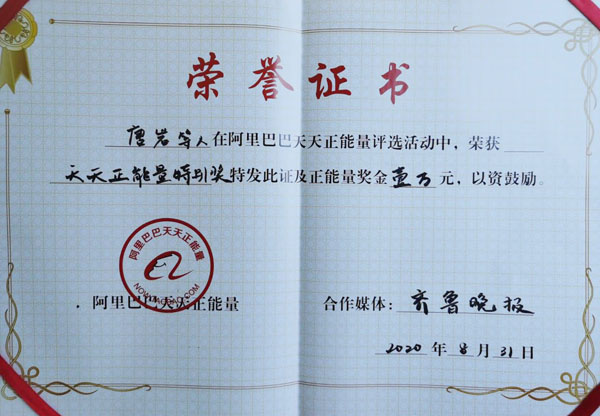 荣誉证书
唐岩等人在阿里巴巴天天正能量评选活动中，荣获
天天正能量特别奖特发此证及正能量奖金壹万元，以资鼓励。
阿里巴巴天天正能量
NOW.TAOBAO.COM
阿里巴巴天天正能量
合作媒体：齐鲁晚报
2020年8月31日